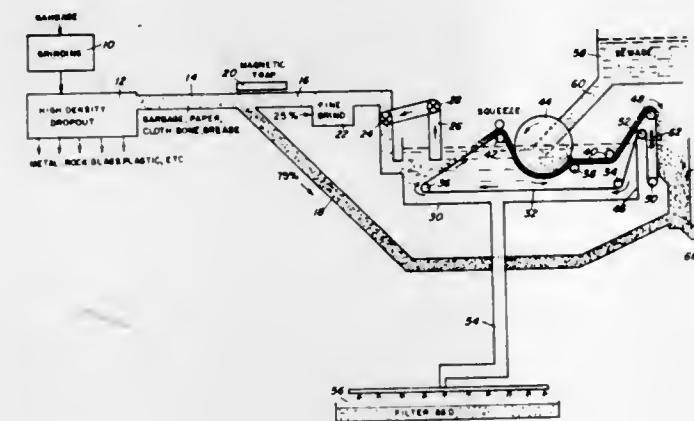 GARBAGE
GRINDING
10
12
14
20
MAGNETIC
TRAP
16
HIGH DENSITY
DROPOUT
GARBAGE, PAPER,
CLOTH BONE, GREASE
25%
FINE
GRIND
22
24
26
28
METAL, ROCK GLASS, PLASTIC, ETC
75%
18
SQUEEZE
42
44
58
SEWAGE
60
48
40
52
62
36
38
34
30
32
46
50
54
56
FILTER BED